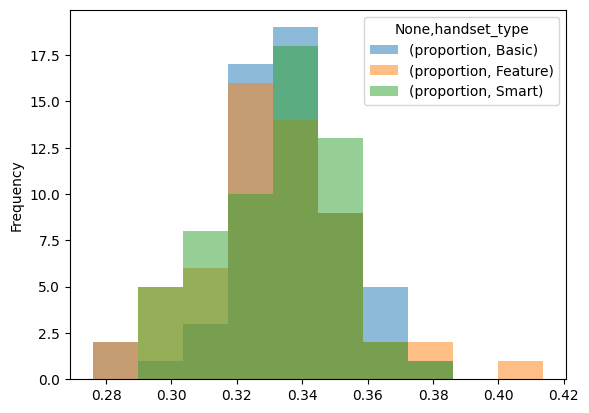 None,handset_type
(proportion, Basic)
(proportion, Feature)
(proportion, Smart)
Frequency
17.5
15.0
12.5
10.0
7.5
5.0
2.5
0.0
0.28 0.30 0.32 0.34 0.36 0.38 0.40 0.42